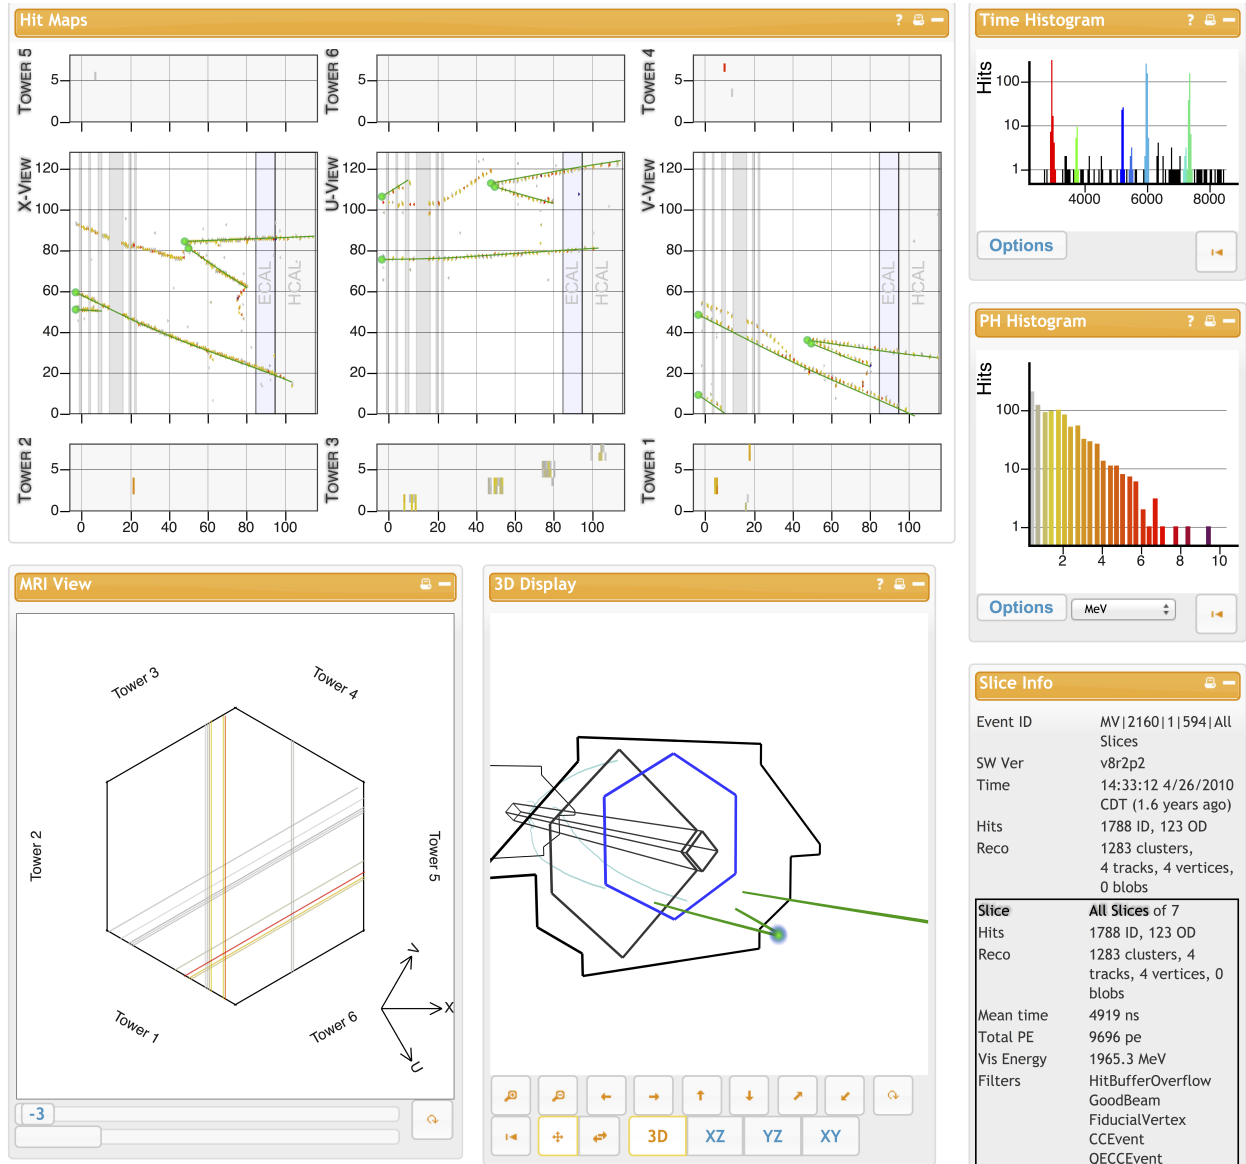 Hit Maps
?
TOWER 5
5
0
TOWER 6
5
0
TOWER 4
5
0
X-VIEW
120
100
80
60
40
20
0
ECAL
HCAL
U-VIEW
120
100
80
60
40
20
0
ECAL
HCAL
V-VIEW
120
100
80
60
40
20
0
ECAL
HCAL
TOWER 2
5
0
0 20 40 60 80 100
TOWER 3
5
0
0 20 40 60 80 100
TOWER 1
5
0
0 20 40 60 80 100
Time Histogram
?
Hits
100
10
1
4000 6000 8000
Options
PH Histogram
?
Hits
100
10
1
2 4 6 8 10
Options MeV
MRI View
Tower 3
Tower 4
Tower 2
Tower 5
Tower 1
Tower 6
V
X
U
-3
3D Display
?
3D XZ YZ XY
Slice Info
Event ID MV|2160|1|594|All
Slices
SW Ver v8r2p2
Time 14:33:12 4/26/2010
CDT (1.6 years ago)
Hits 1788 ID, 123 OD
Reco 1283 clusters,
4 tracks, 4 vertices,
0 blobs
Slice All Slices of 7
Hits 1788 ID, 123 OD
Reco 1283 clusters, 4
tracks, 4 vertices, 0
blobs
Mean time 4919 ns
Total PE 9696 pe
Vis Energy 1965.3 MeV
Filters HitBufferOverflow
GoodBeam
FiducialVertex
CCEvent
QECCEvent